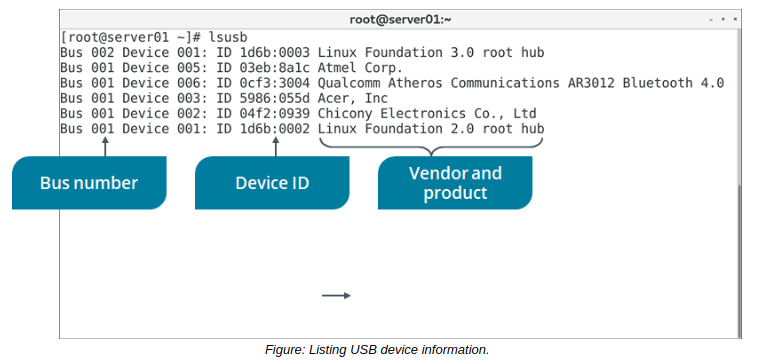 root@server01:~
[root@server01 ~]# lsusb
Bus 002 Device 001: ID 1d6b:0003 Linux Foundation 3.0 root hub
Bus 001 Device 005: ID 03eb:8a1c Atmel Corp.
Bus 001 Device 006: ID 0cf3:3004 Qualcomm Atheros Communications AR3012 Bluetooth 4.0
Bus 001 Device 003: ID 5986:055d Acer, Inc
Bus 001 Device 002: ID 04f2:0939 Chicony Electronics Co., Ltd
Bus 001 Device 001: ID 1d6b:0002 Linux Foundation 2.0 root hub
Bus number
Device ID
Vendor and
product
Figure: Listing USB device information.